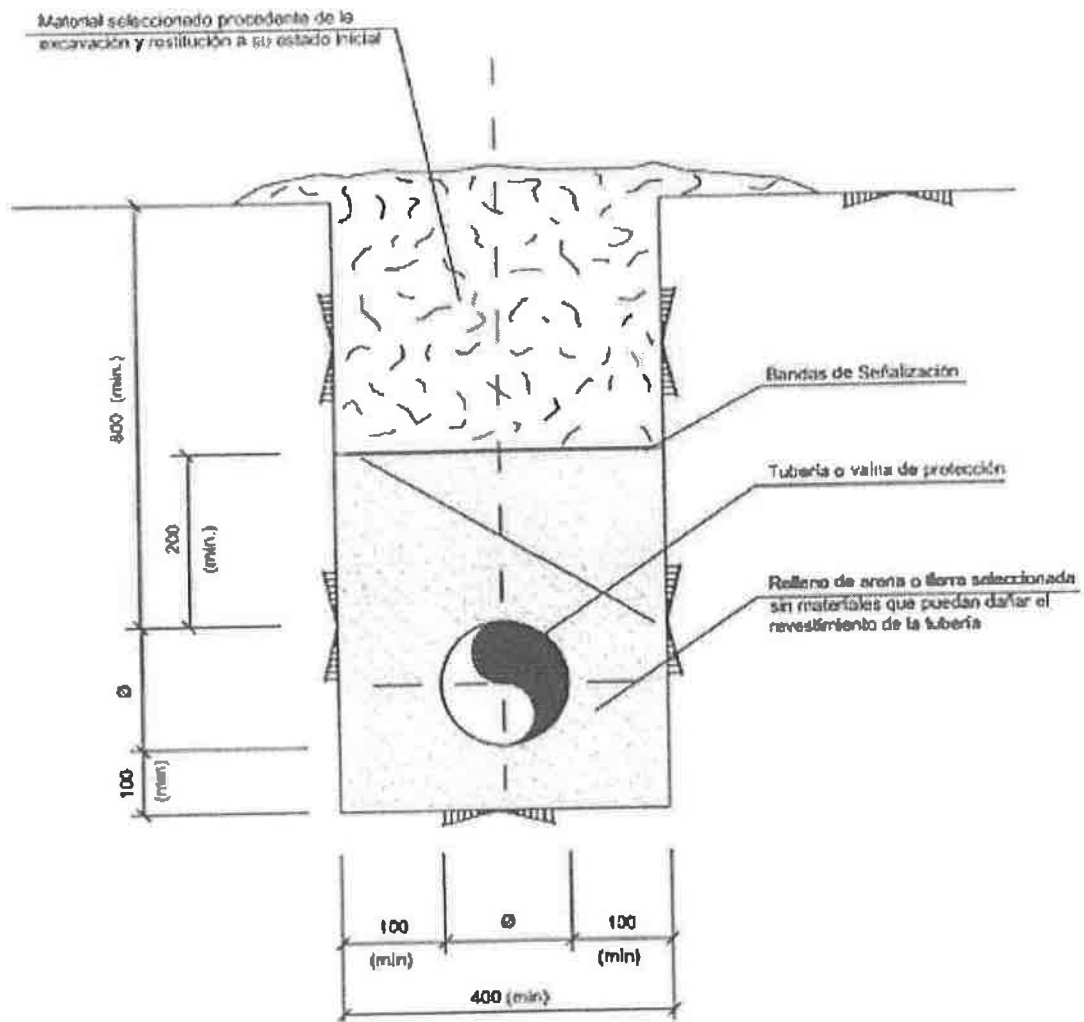 Material seleccionado procedente de la
excavación y restitución a su estado inicial
800 (min.)
Bandas de Señalización
200
(min.)
Tubería o vaina de protección
Relleno de arena o tierra seleccionada
sin materiales que puedan dañar el
revestimiento de la tubería
Ø
100
(min)
100
(min)
Ø
100
(min)
400 (min)